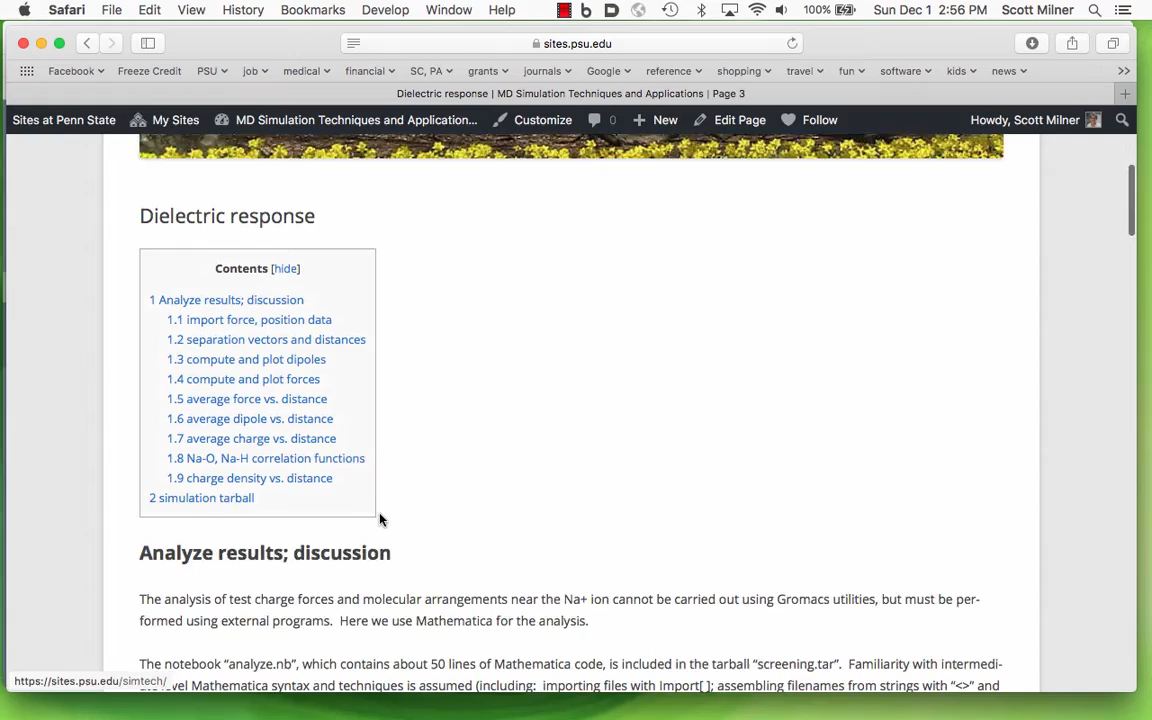 Safari File Edit View History Bookmarks Develop Window Help 100% Sun Dec 1 2:56 PM Scott Milner
sites.psu.edu
Facebook Freeze Credit PSU job medical financial SC, PA grants journals Google reference shopping travel fun software kids news
Dielectric response | MD Simulation Techniques and Applications | Page 3
Sites at Penn State My Sites MD Simulation Techniques and Application... Customize 0 New Edit Page Follow Howdy, Scott Milner
Dielectric response
Contents [hide]
1 Analyze results; discussion
1.1 import force, position data
1.2 separation vectors and distances
1.3 compute and plot dipoles
1.4 compute and plot forces
1.5 average force vs. distance
1.6 average dipole vs. distance
1.7 average charge vs. distance
1.8 Na-O, Na-H correlation functions
1.9 charge density vs. distance
2 simulation tarball
Analyze results; discussion
The analysis of test charge forces and molecular arrangements near the Na+ ion cannot be carried out using Gromacs utilities, but must be per-
formed using external programs. Here we use Mathematica for the analysis.
The notebook “analyze.nb”, which contains about 50 lines of Mathematica code, is included in the tarball “screening.tar”. Familiarity with intermedi-
level Mathematica syntax and techniques is assumed (including: importing files with Import[ ]; assembling filenames from strings with “<>” and
https://sites.psu.edu/simtech/